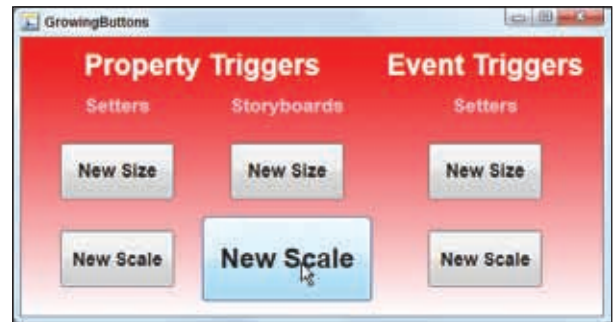 GrowingButtons
Property Triggers Event Triggers
Setters Storyboards Setters
New Size New Size New Size
New Scale New Scale New Scale